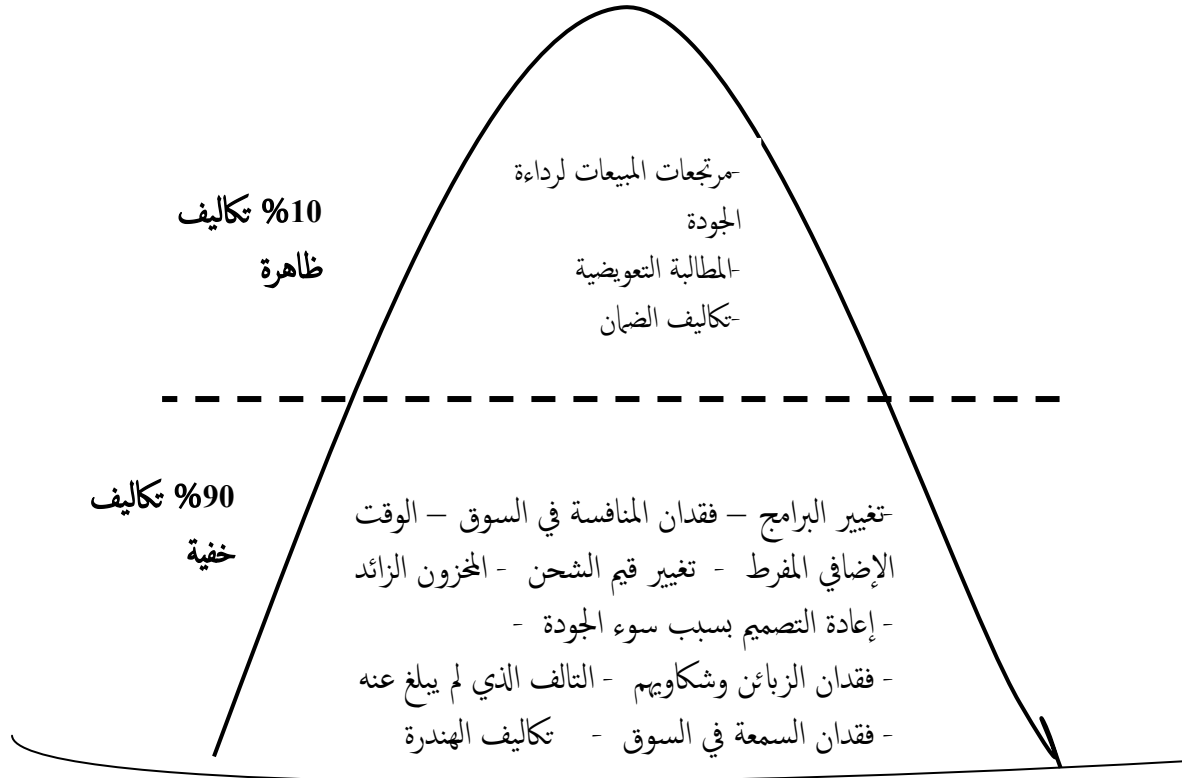 -مرتجعات المبيعات لرداءة
الجودة
-المطالبة التعويضية
-تكاليف الضمان
10% تكاليف
ظاهرة
-تغيير البرامج – فقدان المنافسة في السوق – الوقت
الإضافي المفرط - تغيير قيم الشحن - المخزون الزائد
- إعادة التصميم بسبب سوء الجودة -
- فقدان الزبائن وشكاويهم - التالف الذي لم يبلغ عنه
- فقدان السمعة في السوق - تكاليف الهندرة
90% تكاليف
خفية